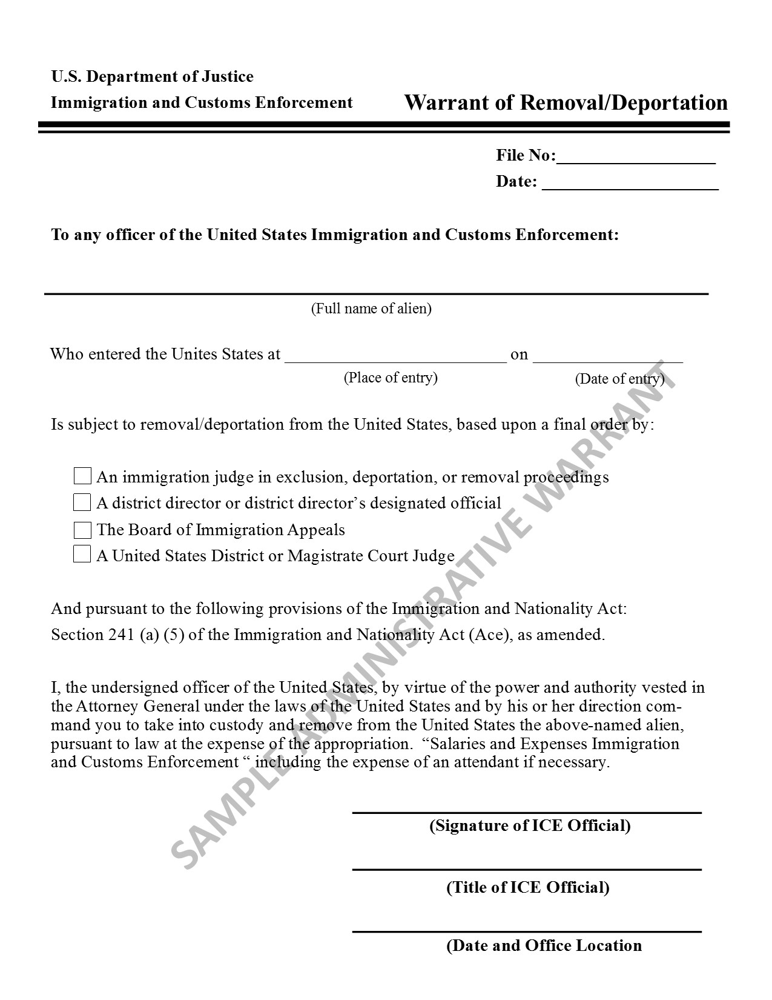 U.S. Department of Justice
Immigration and Customs Enforcement
Warrant of Removal/Deportation
File No:
Date:
To any officer of the United States Immigration and Customs Enforcement:
(Full name of alien)
Who entered the Unites States at on
(Place of entry)
(Date of entry)
Is subject to removal/deportation from the United States, based upon a final order by:
An immigration judge in exclusion, deportation, or removal proceedings
A district director or district director’s designated official
The Board of Immigration Appeals
A United States District or Magistrate Court Judge
And pursuant to the following provisions of the Immigration and Nationality Act:
Section 241 (a) (5) of the Immigration and Nationality Act (Ace), as amended.
I, the undersigned officer of the United States, by virtue of the power and authority vested in
the Attorney General under the laws of the United States and by his or her direction com-
mand you to take into custody and remove from the United States the above-named alien,
pursuant to law at the expense of the appropriation. “Salaries and Expenses Immigration
and Customs Enforcement “ including the expense of an attendant if necessary.
(Signature of ICE Official)
(Title of ICE Official)
(Date and Office Location
SAMPLE ADMINISTRATIVE WARRANT